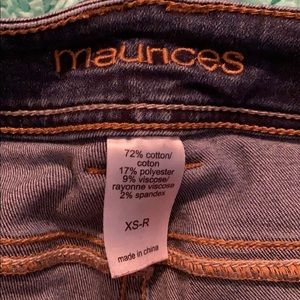 maurices
72% cotton/
coton
17% polyester
9% viscose/
rayonne viscose
2% spandex
XS-R
made in china